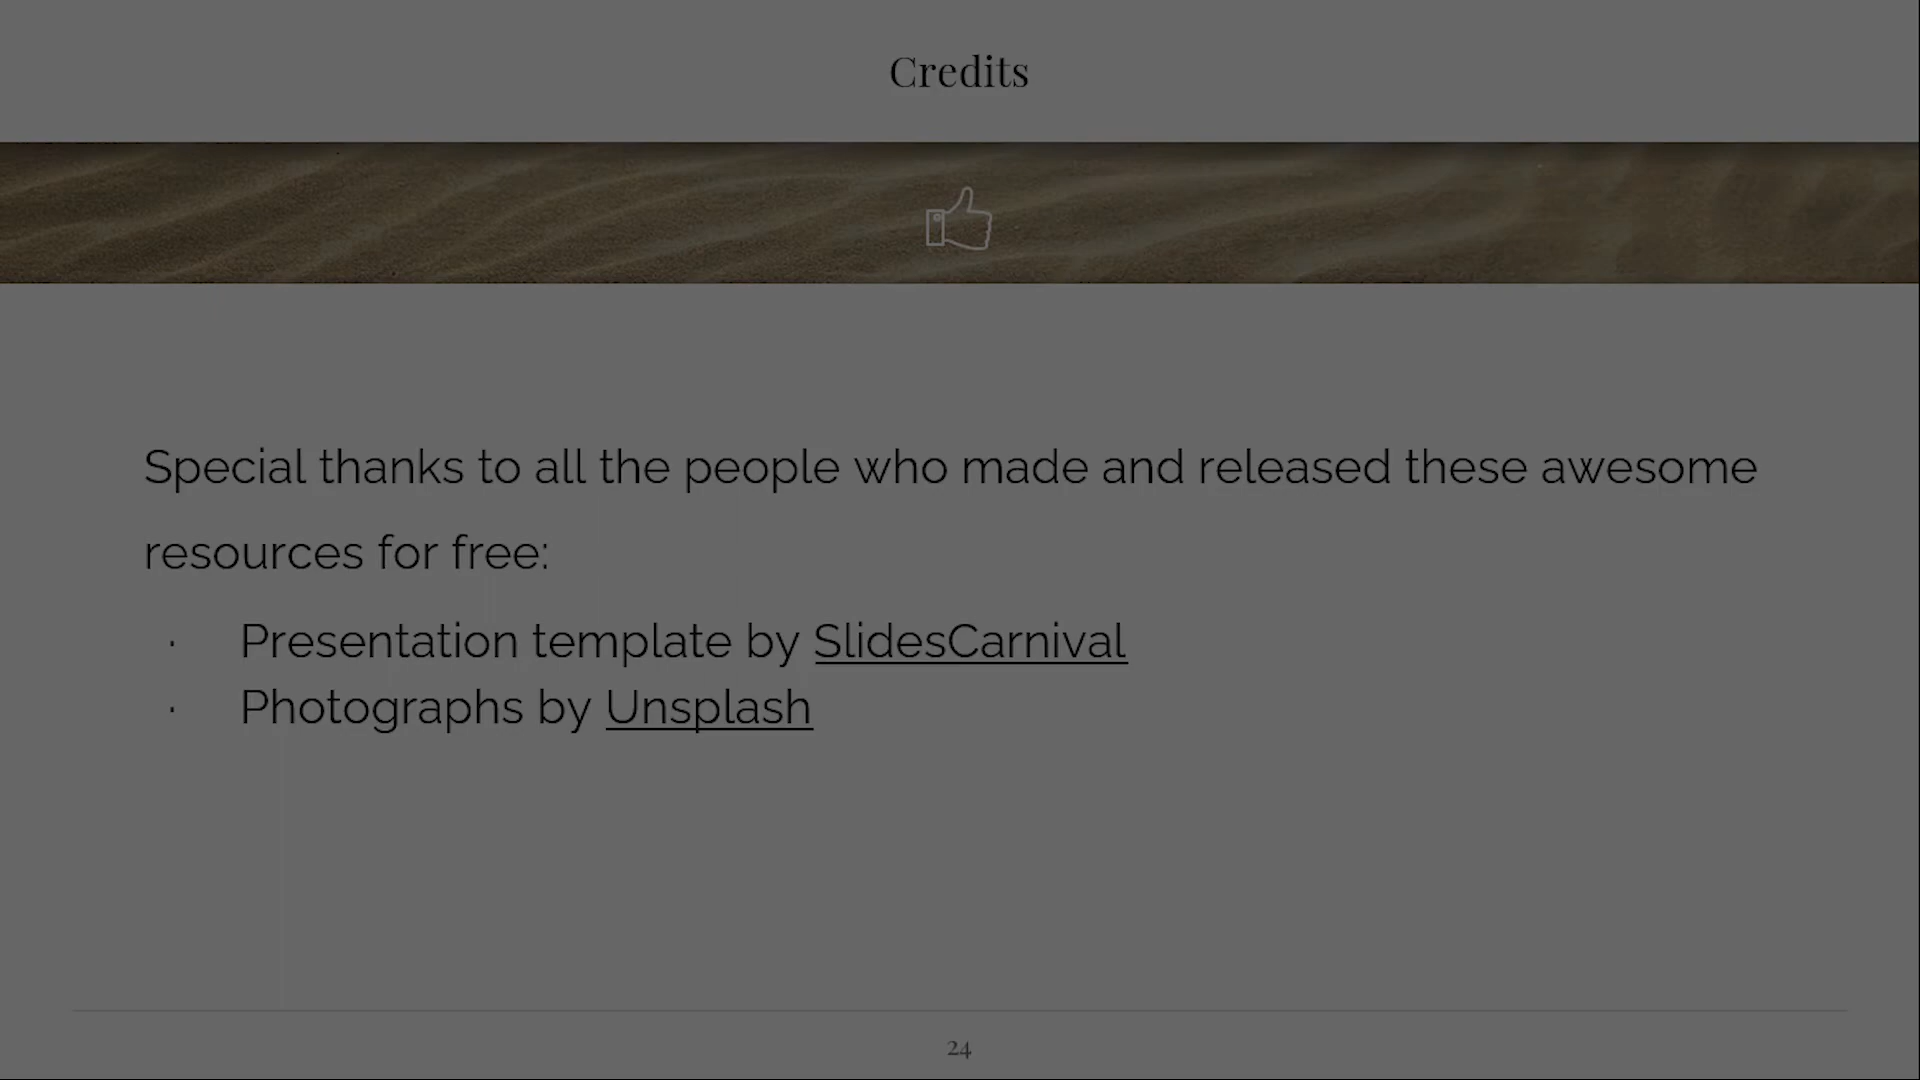 Credits
Special thanks to all the people who made and released these awesome
resources for free:
· Presentation template by SlidesCarnival
· Photographs by Unsplash
24